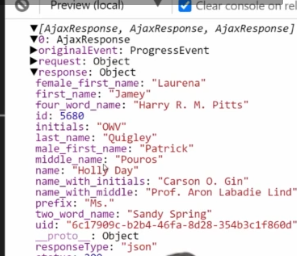 Preview (local)
Clear console on rel
▼[AjaxResponse, AjaxResponse, AjaxResponse]
▼0: AjaxResponse
▶originalEvent: ProgressEvent
▶request: Object
▼response: Object
female_first_name: "Laurena"
first_name: "Jamey"
four_word_name: "Harry R. M. Pitts"
id: 5680
initials: "OWV"
last_name: "Quigley"
male_first_name: "Patrick"
middle_name: "Pouros"
name: "Holly Day"
name_with_initials: "Carson O. Gin"
name_with_middle: "Prof. Aron Labadie Lind"
prefix: "Ms."
two_word_name: "Sandy Spring"
uid: "6c17909c-b2b4-46fa-8d28-354b3c1f860d"
__proto__: Object
responseType: "json"
status: 200